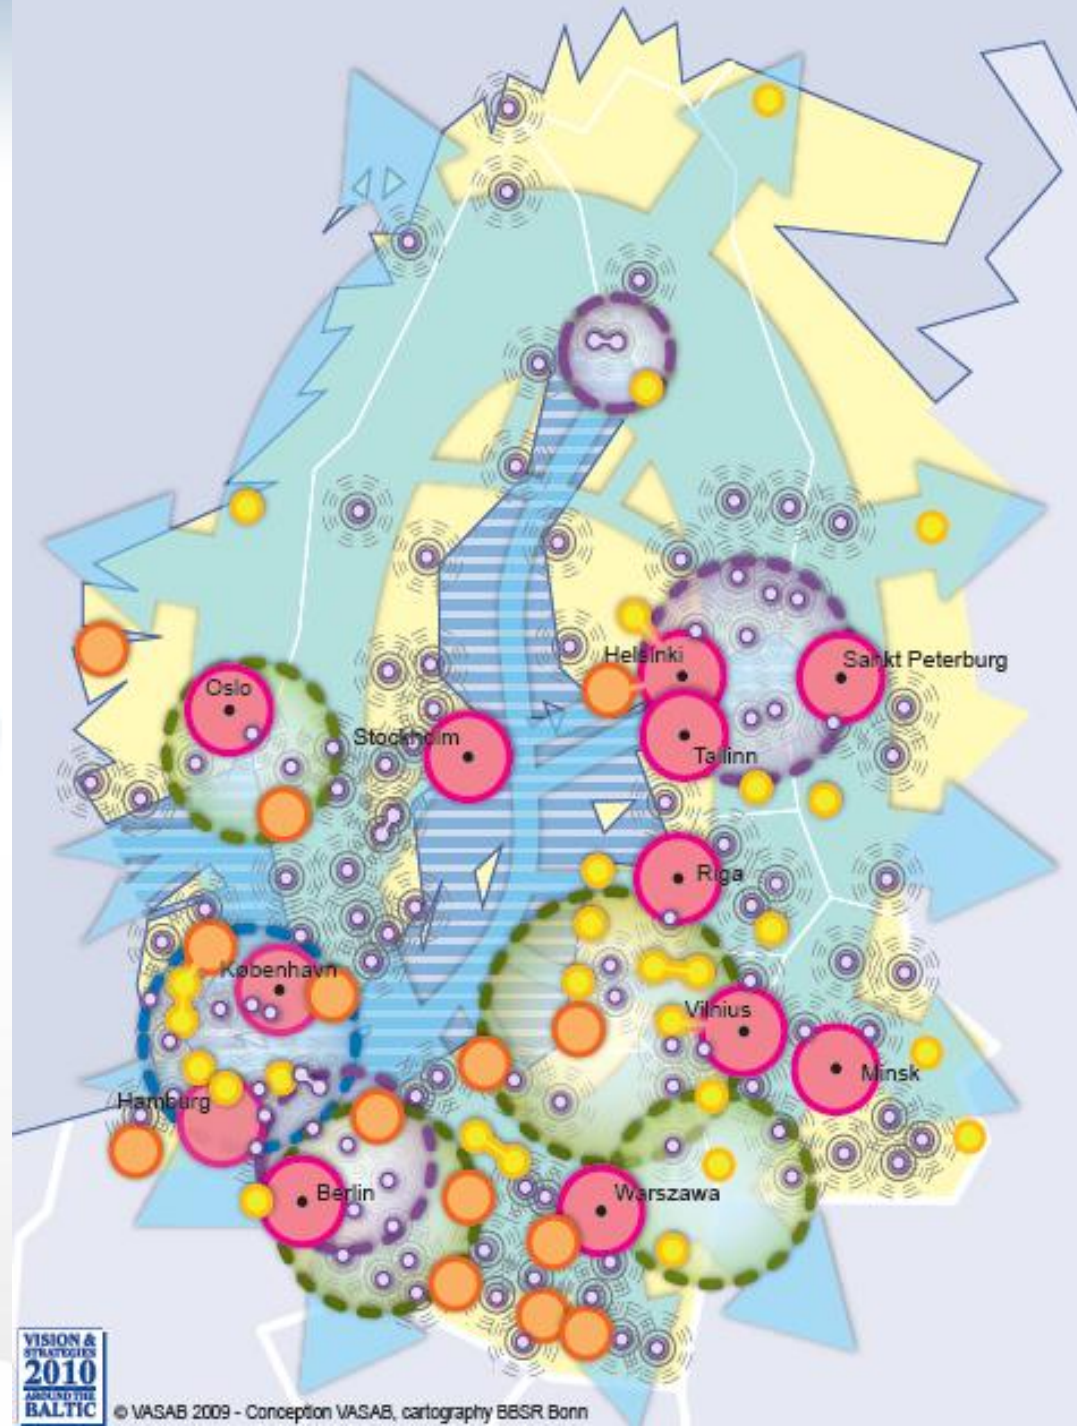 Helsinki
Sankt Peterburg
Oslo
Stockholm
Tallinn
Riga
København
Vilnius
Minsk
Hamburg
Berlin
Warszawa
VISION &
STRATEGIES
2010
AROUND THE
BALTIC
© VASAB 2009 - Conception VASAB, cartography BBSR Bonn